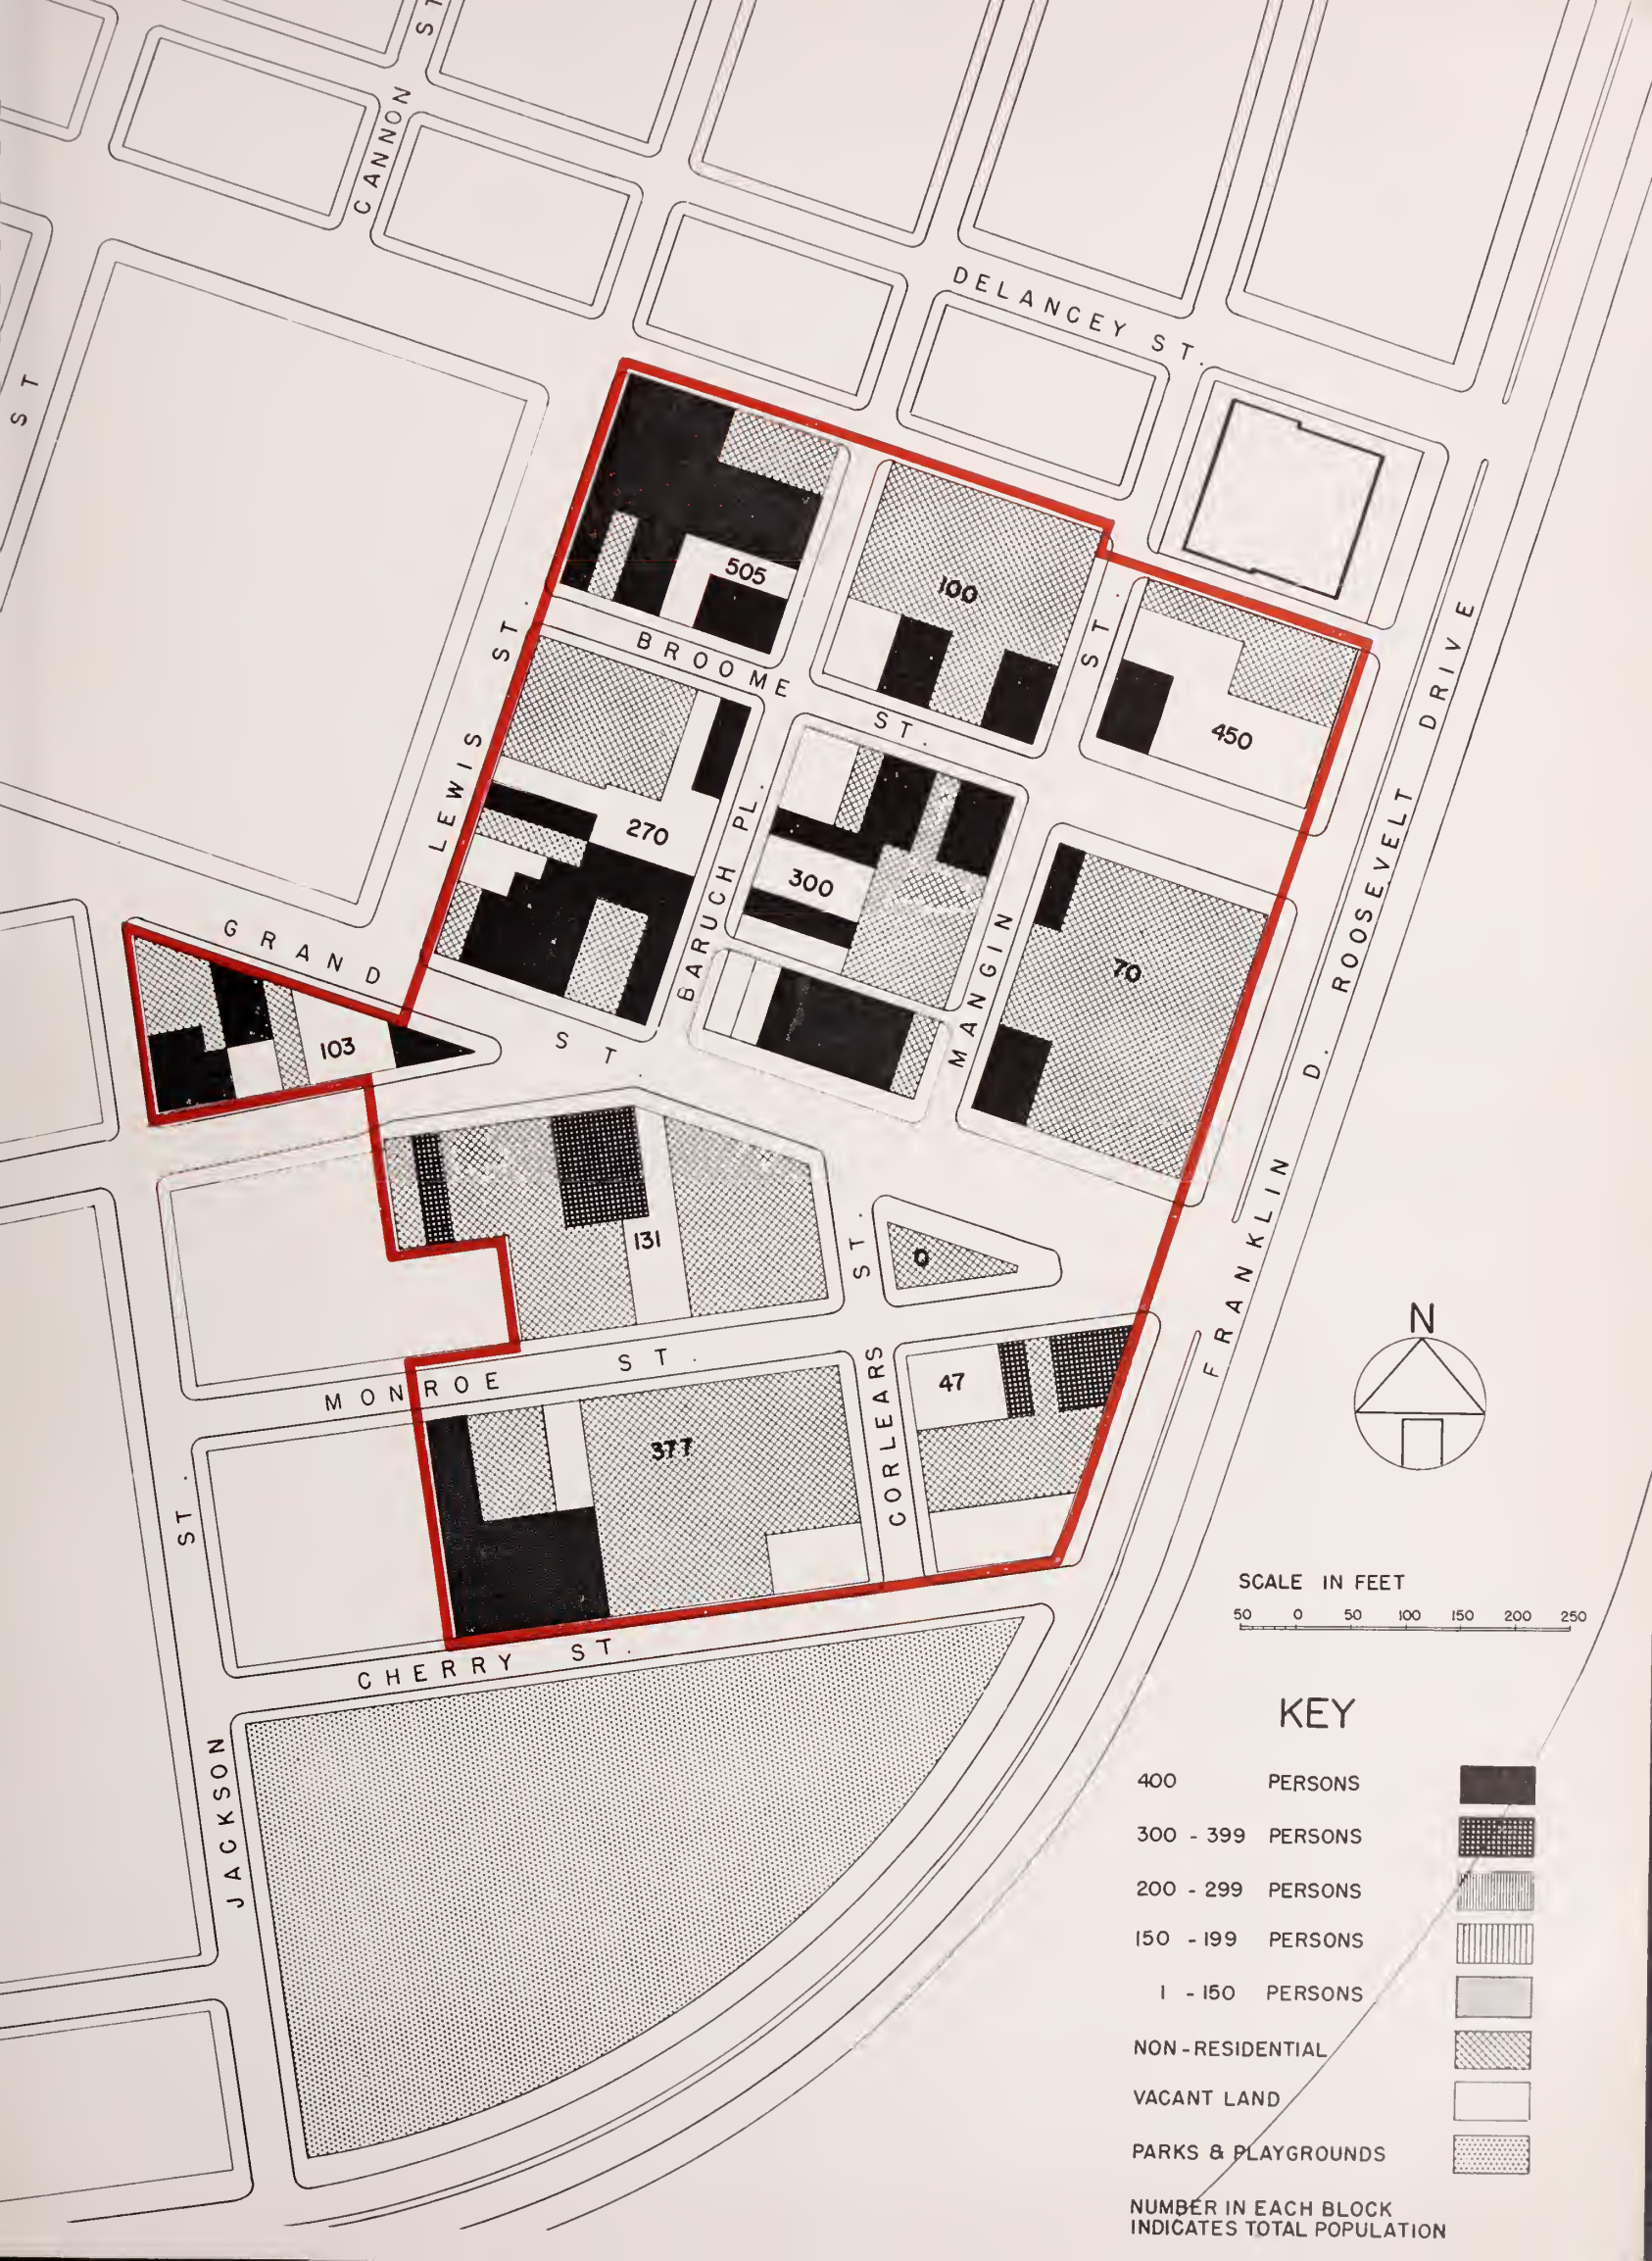 ST
CANNON
DELANCEY ST.
ST
505
100
ST.
BROOME ST.
450
LEWIS ST.
270
BARUCH PL.
300
MANGIN
70
FRANKLIN D. ROOSEVELT DRIVE
GRAND ST.
103
131
ST.
0
N
MONROE ST.
47
CORLEARS
377
ST.
CHERRY ST.
JACKSON
SCALE IN FEET
50 0 50 100 150 200 250
KEY
400 PERSONS
300 - 399 PERSONS
200 - 299 PERSONS
150 - 199 PERSONS
1 - 150 PERSONS
NON-RESIDENTIAL
VACANT LAND
PARKS & PLAYGROUNDS
NUMBER IN EACH BLOCK
INDICATES TOTAL POPULATION